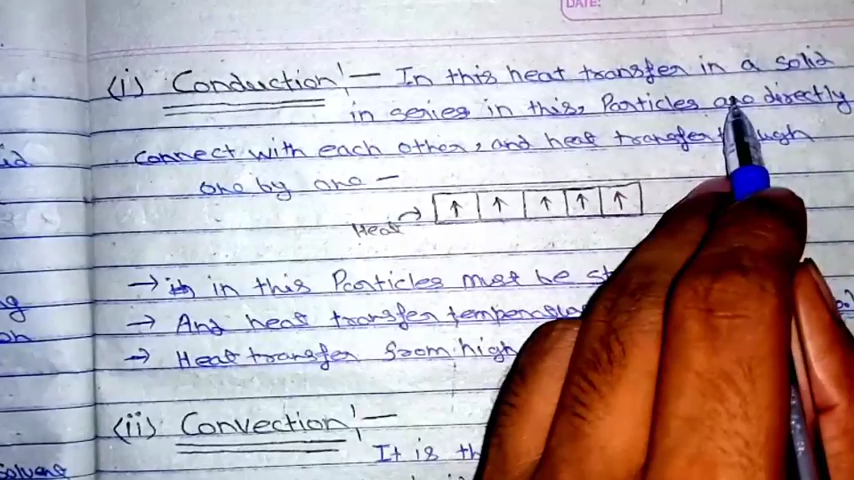 DATE:
(i) Conduction!— In this heat transfer in a solid
in series in this, Particles are directly
connect with each other, and heat transfer
one by one —
Heat
→ in this Particles must be
→ And heat transfer
→ Heat transfer from high
(ii) Convection!—
It is
Solvent